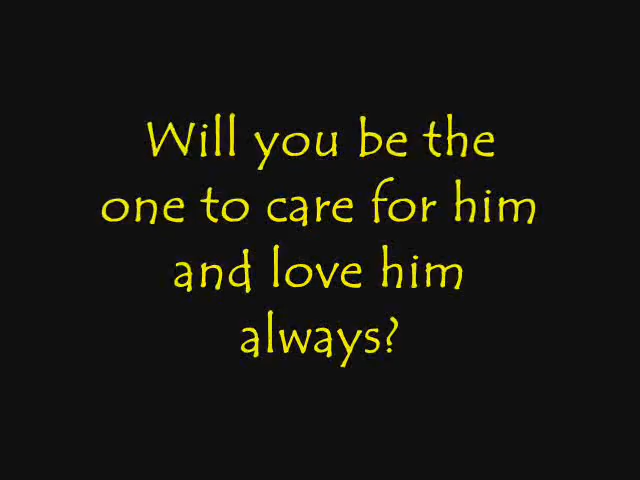 Will you be the
one to care for him
and love him
always?